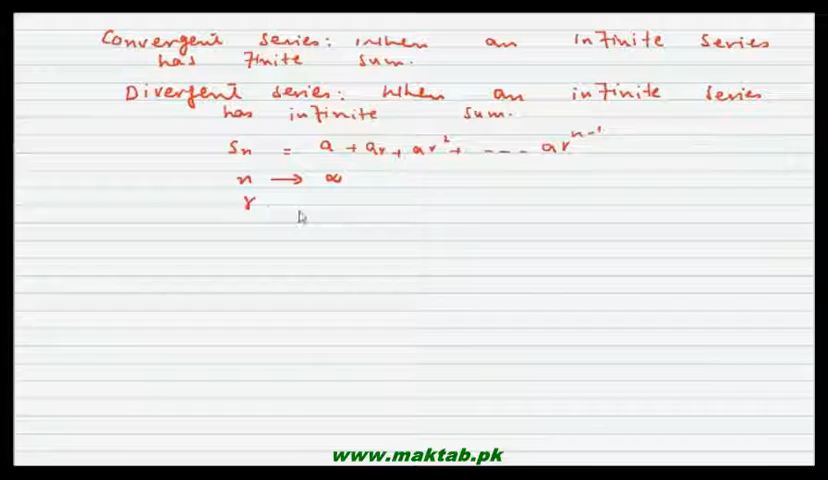 Convergent series: When an infinite series
has finite sum.
Divergent series: When an infinite series
has infinite sum.
Sn = a + ar + ar² + ---- arⁿ⁻¹
n → ∞
r
www.maktab.pk